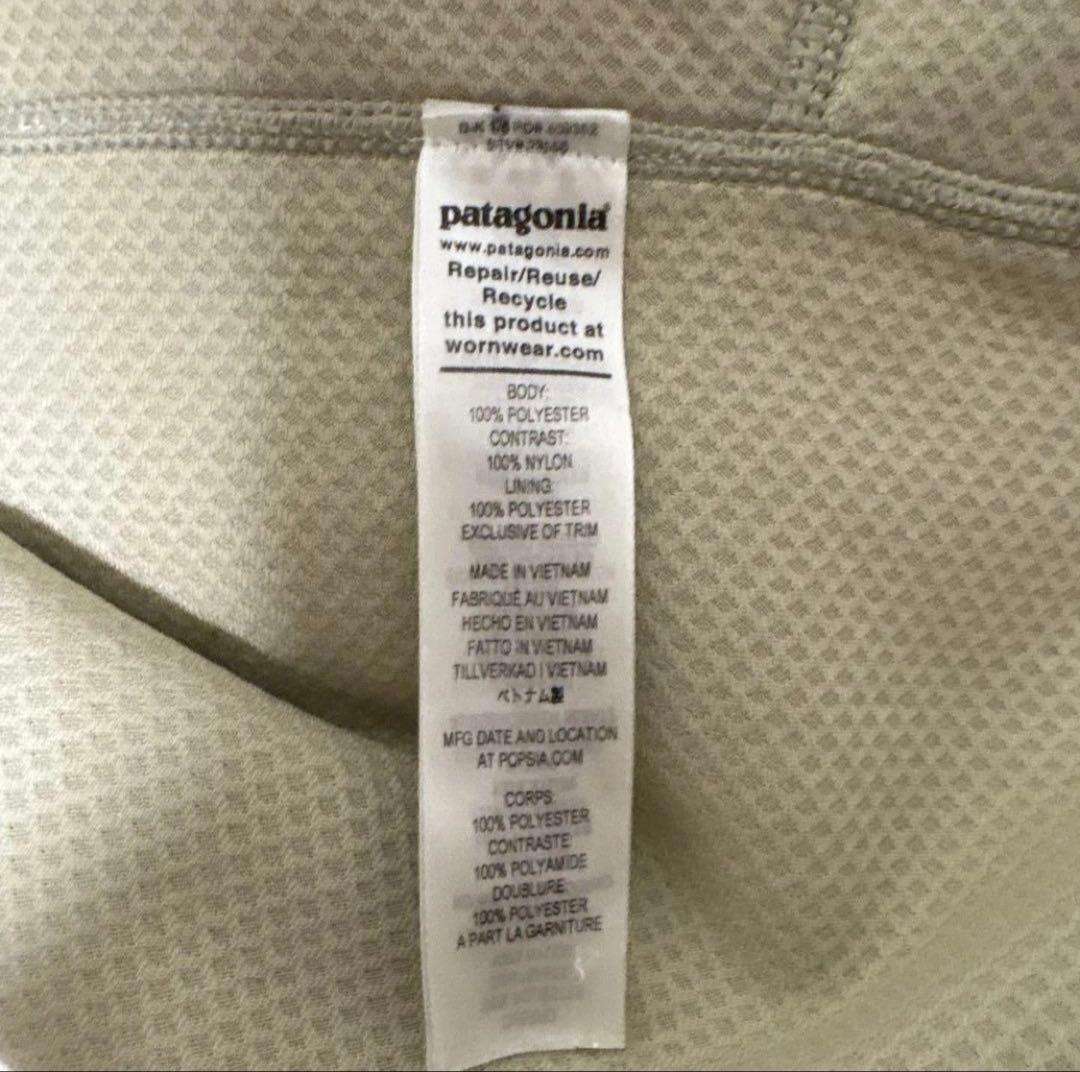 patagonia®
www.patagonia.com
Repair/Reuse/
Recycle
this product at
wornwear.com
BODY:
100% POLYESTER
CONTRAST:
100% NYLON
LINING:
100% POLYESTER
EXCLUSIVE OF TRIM
MADE IN VIETNAM
FABRIQUÉ AU VIETNAM
HECHO EN VIETNAM
FATTO IN VIETNAM
TILLVERKAD I VIETNAM
ベトナム製
MFG DATE AND LOCATION
AT POPSIA.COM
CORPS:
100% POLYESTER
CONTRASTE:
100% POLYAMIDE
DOUBLURE:
100% POLYESTER
A PART LA GARNITURE